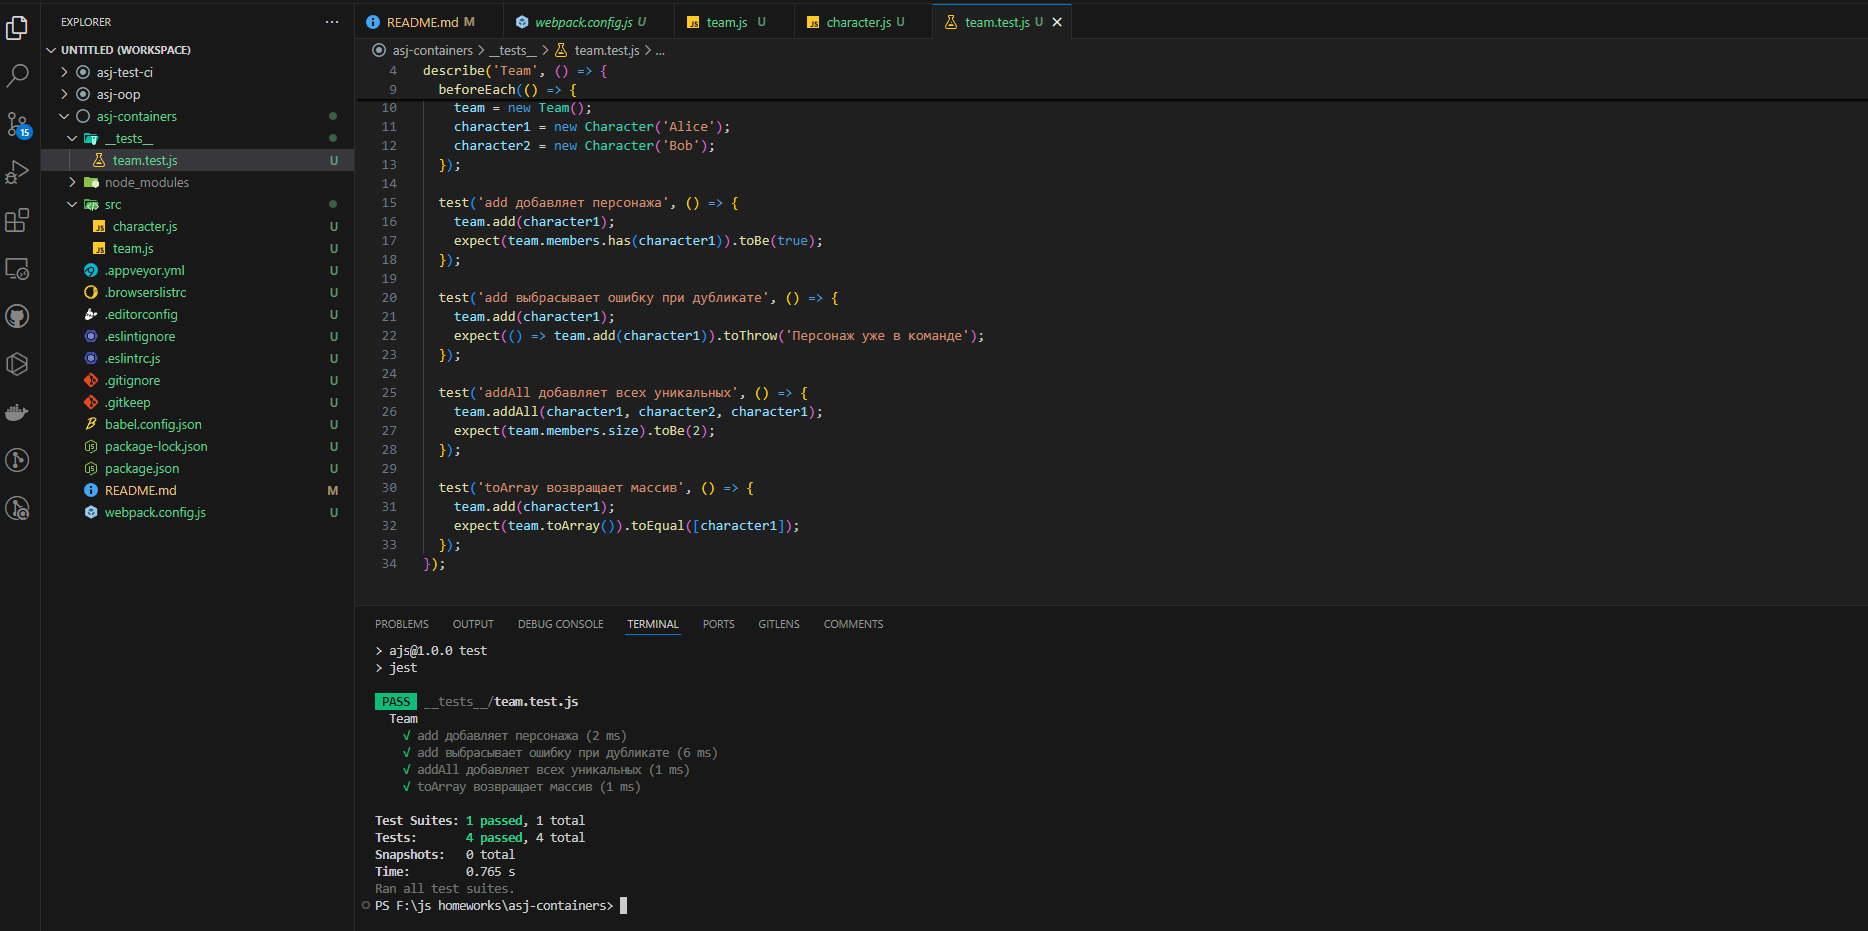 EXPLORER
UNTITLED (WORKSPACE)
asj-test-ci
asj-oop
asj-containers
__tests__
team.test.js U
node_modules
src
character.js U
team.js U
.appveyor.yml U
.browserslistrc U
.editorconfig U
.eslintignore U
.eslintrc.js U
.gitignore U
.gitkeep U
babel.config.json U
package-lock.json U
package.json U
README.md M
webpack.config.js U
15
README.md M webpack.config.js U team.js U character.js U team.test.js U
asj-containers > __tests__ > team.test.js > ...
4 describe('Team', () => {
9 beforeEach(() => {
10 team = new Team();
11 character1 = new Character('Alice');
12 character2 = new Character('Bob');
13 });
14
15 test('add добавляет персонажа', () => {
16 team.add(character1);
17 expect(team.members.has(character1)).toBe(true);
18 });
19
20 test('add выбрасывает ошибку при дубликате', () => {
21 team.add(character1);
22 expect(() => team.add(character1)).toThrow('Персонаж уже в команде');
23 });
24
25 test('addAll добавляет всех уникальных', () => {
26 team.addAll(character1, character2, character1);
27 expect(team.members.size).toBe(2);
28 });
29
30 test('toArray возвращает массив', () => {
31 team.add(character1);
32 expect(team.toArray()).toEqual([character1]);
33 });
34 });
PROBLEMS OUTPUT DEBUG CONSOLE TERMINAL PORTS GITLENS COMMENTS
> ajs@1.0.0 test
> jest
PASS __tests__/team.test.js
Team
√ add добавляет персонажа (2 ms)
√ add выбрасывает ошибку при дубликате (6 ms)
√ addAll добавляет всех уникальных (1 ms)
√ toArray возвращает массив (1 ms)
Test Suites: 1 passed, 1 total
Tests: 4 passed, 4 total
Snapshots: 0 total
Time: 0.765 s
Ran all test suites.
PS F:\js homeworks\asj-containers>